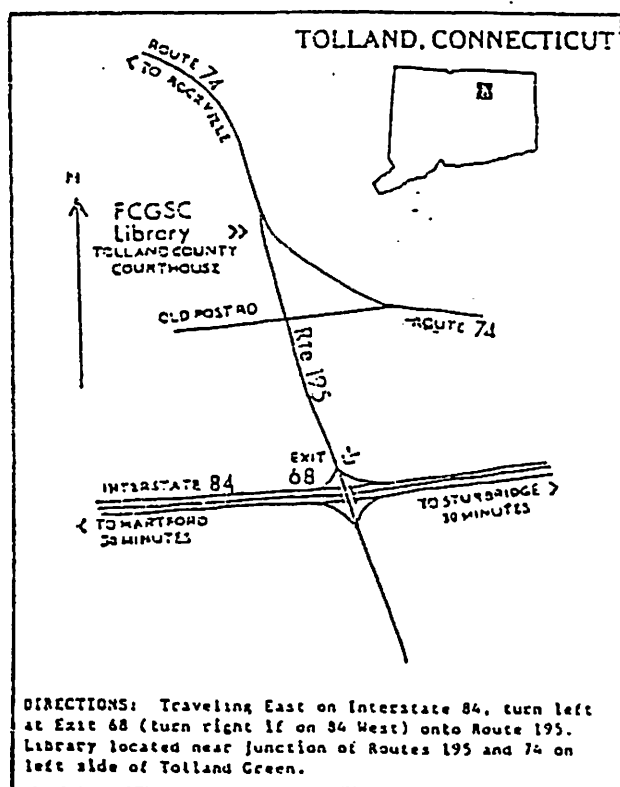 TOLLAND, CONNECTICUT
ROUTE 74
< TO ROCKVILLE
N
FCGSC
Library »
TOLLAND COUNTY
COURTHOUSE
OLD POST RD
ROUTE 74
Rte 195
EXIT
68
INTERSTATE 84
< TO HARTFORD
30 MINUTES
TO STURBRIDGE >
30 MINUTES
DIRECTIONS: Traveling East on Interstate 84, turn left
at Exit 68 (turn right if on 84 West) onto Route 195.
Library located near Junction of Routes 195 and 74 on
left side of Tolland Green.